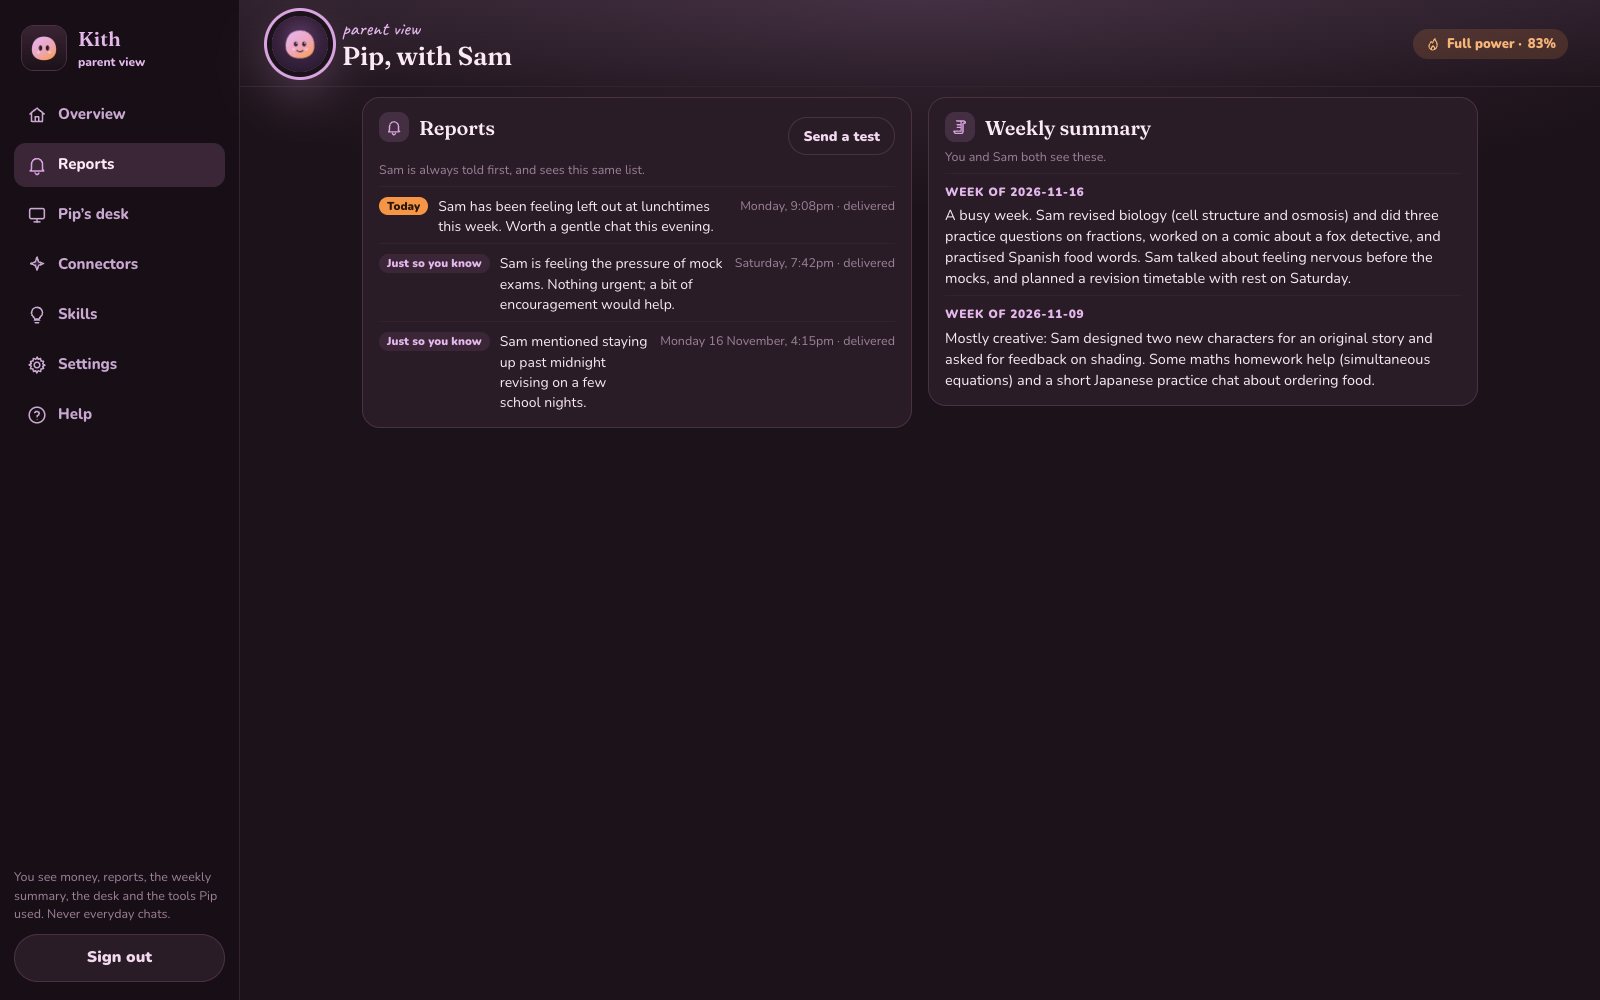 Kith
parent view
Overview
Reports
Pip's desk
Connectors
Skills
Settings
Help
You see money, reports, the weekly
summary, the desk and the tools Pip
used. Never everyday chats.
Sign out
parent view
Pip, with Sam
Full power · 83%
Reports
Send a test
Sam is always told first, and sees this same list.
Today
Sam has been feeling left out at lunchtimes
this week. Worth a gentle chat this evening.
Monday, 9:08pm · delivered
Just so you know
Sam is feeling the pressure of mock
exams. Nothing urgent; a bit of
encouragement would help.
Saturday, 7:42pm · delivered
Just so you know
Sam mentioned staying
up past midnight
revising on a few
school nights.
Monday 16 November, 4:15pm · delivered
Weekly summary
You and Sam both see these.
WEEK OF 2026-11-16
A busy week. Sam revised biology (cell structure and osmosis) and did three
practice questions on fractions, worked on a comic about a fox detective, and
practised Spanish food words. Sam talked about feeling nervous before the
mocks, and planned a revision timetable with rest on Saturday.
WEEK OF 2026-11-09
Mostly creative: Sam designed two new characters for an original story and
asked for feedback on shading. Some maths homework help (simultaneous
equations) and a short Japanese practice chat about ordering food.